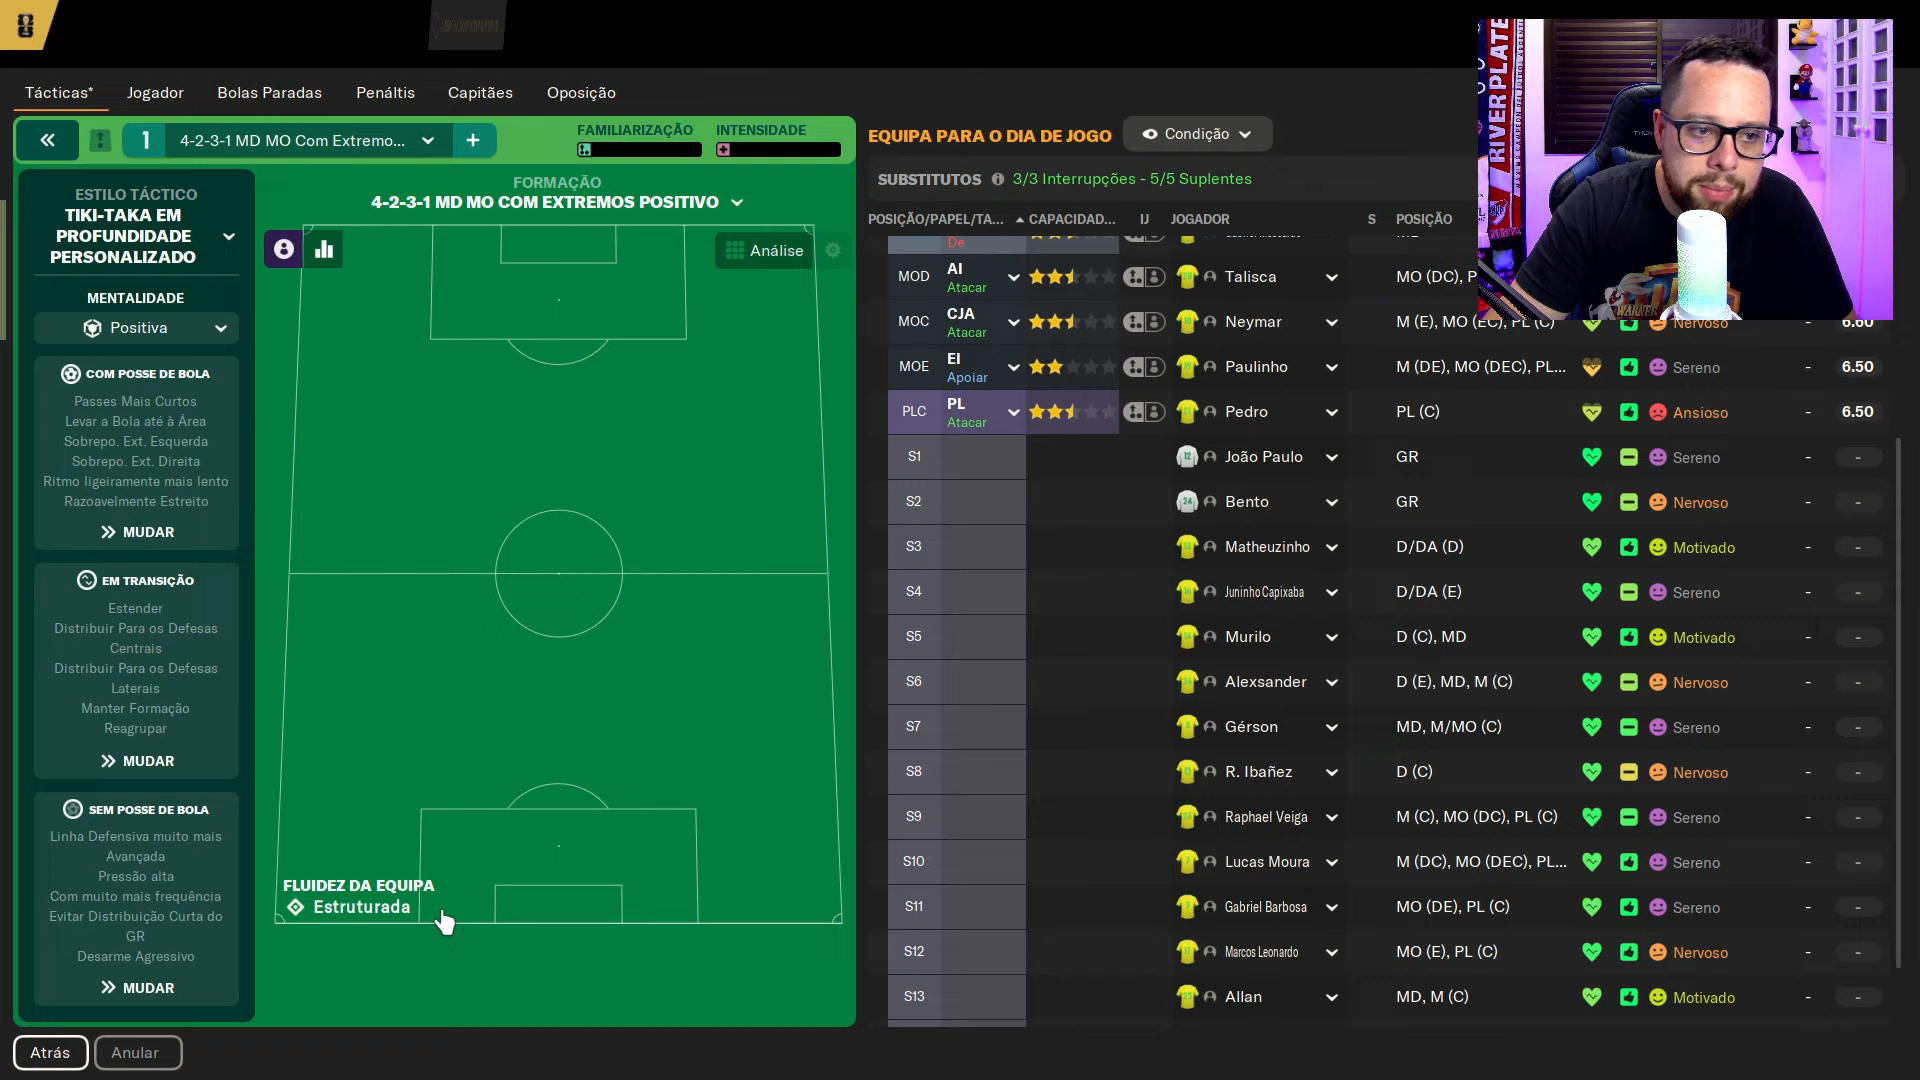 Tácticas*
Jogador
Bolas Paradas
Penáltis
Capitães
Oposição
1
4-2-3-1 MD MO Com Extremo...
FAMILIARIZAÇÃO
INTENSIDADE
ESTILO TÁCTICO
TIKI-TAKA EM
PROFUNDIDADE
PERSONALIZADO
MENTALIDADE
Positiva
COM POSSE DE BOLA
Passes Mais Curtos
Levar a Bola até à Área
Sobrepo. Ext. Esquerda
Sobrepo. Ext. Direita
Ritmo ligeiramente mais lento
Razoavelmente Estreito
MUDAR
EM TRANSIÇÃO
Estender
Distribuir Para os Defesas
Centrais
Distribuir Para os Defesas
Laterais
Manter Formação
Reagrupar
MUDAR
SEM POSSE DE BOLA
Linha Defensiva muito mais
Avançada
Pressão alta
Com muito mais frequência
Evitar Distribuição Curta do
GR
Desarme Agressivo
MUDAR
FORMAÇÃO
4-2-3-1 MD MO COM EXTREMOS POSITIVO
Análise
FLUIDEZ DA EQUIPA
Estruturada
EQUIPA PARA O DIA DE JOGO
Condição
SUBSTITUTOS 3/3 Interrupções - 5/5 Suplentes
POSIÇÃO/PAPEL/TA... CAPACIDAD... IJ JOGADOR S POSIÇÃO
De
MOD AI Atacar Talisca MO (DC), P
MOC CJA Atacar Neymar M (E), MO (EC), PL (C) Nervoso - 6.60
MOE EI Apoiar Paulinho M (DE), MO (DEC), PL... Sereno - 6.50
PLC PL Atacar Pedro PL (C) Ansioso - 6.50
S1 João Paulo GR Sereno - -
S2 Bento GR Nervoso - -
S3 Matheuzinho D/DA (D) Motivado - -
S4 Juninho Capixaba D/DA (E) Sereno - -
S5 Murilo D (C), MD Motivado - -
S6 Alexsander D (E), MD, M (C) Nervoso - -
S7 Gérson MD, M/MO (C) Sereno - -
S8 R. Ibañez D (C) Nervoso - -
S9 Raphael Veiga M (C), MO (DC), PL (C) Sereno - -
S10 Lucas Moura M (DC), MO (DEC), PL... Sereno - -
S11 Gabriel Barbosa MO (DE), PL (C) Sereno - -
S12 Marcos Leonardo MO (E), PL (C) Nervoso - -
S13 Allan MD, M (C) Motivado - -
Atrás
Anular
RIVER PLATE
WARNER